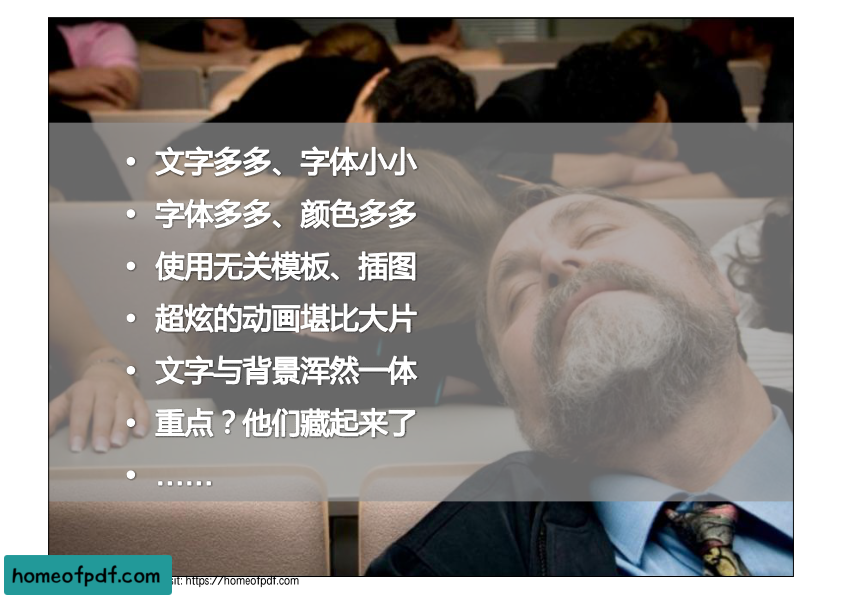 • 文字多多、字体小小
• 字体多多、颜色多多
• 使用无关模板、插图
• 超炫的动画堪比大片
• 文字与背景浑然一体
• 重点？他们藏起来了
• ……
homeofpdf.com
sit: https://homeofpdf.com